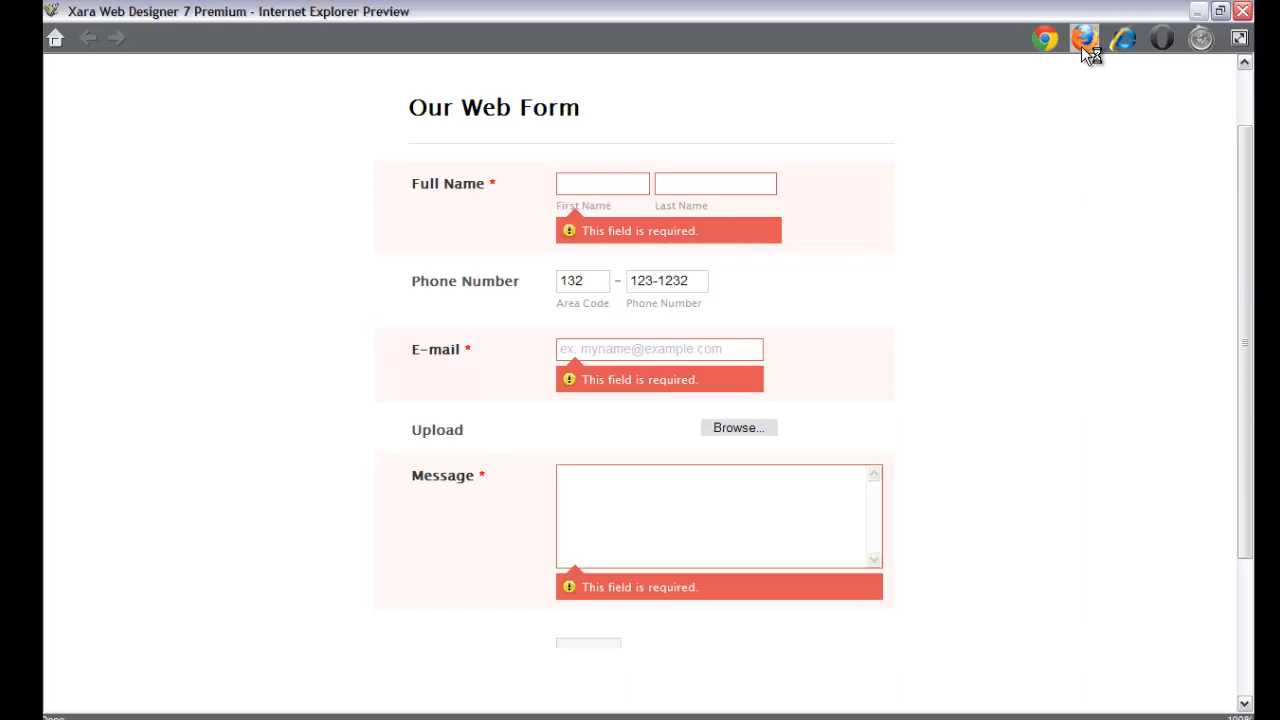 Xara Web Designer 7 Premium - Internet Explorer Preview
Our Web Form
Full Name *
First Name Last Name
This field is required.
Phone Number 132 – 123-1232
Area Code Phone Number
E-mail * ex: myname@example.com
This field is required.
Upload Browse...
Message *
This field is required.